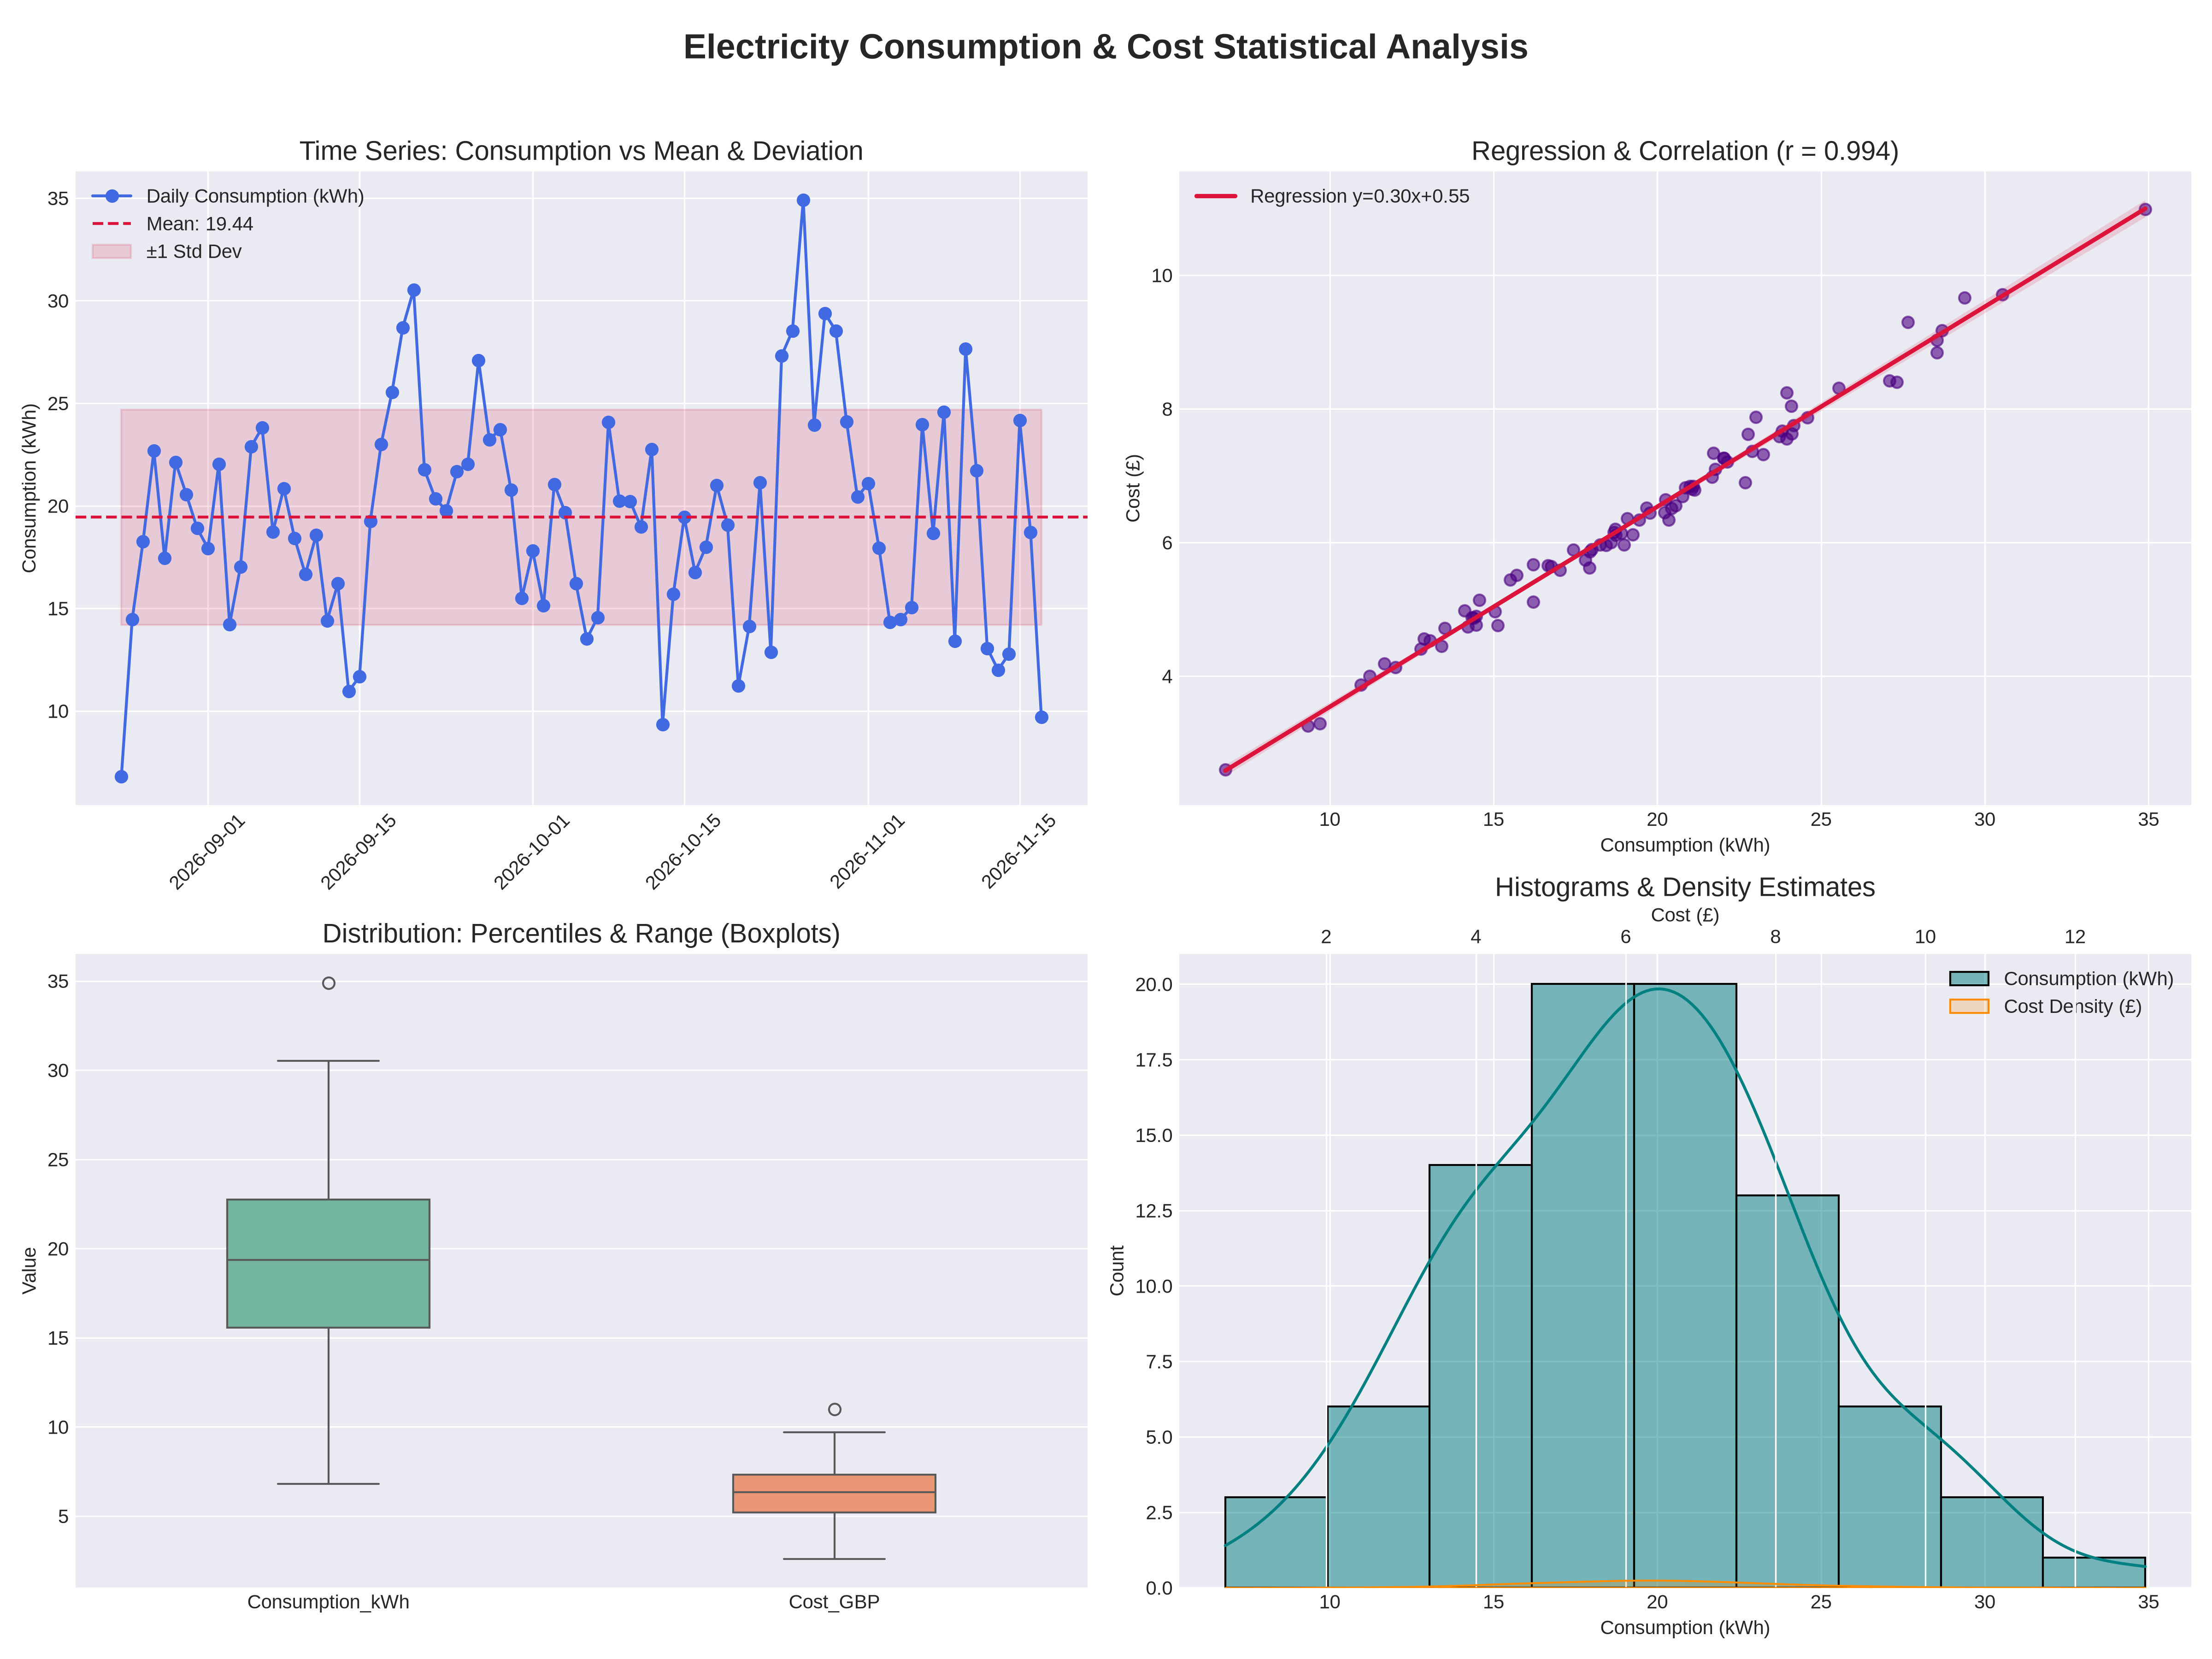 Electricity Consumption & Cost Statistical Analysis
Time Series: Consumption vs Mean & Deviation
Daily Consumption (kWh)
Mean: 19.44
±1 Std Dev
Consumption (kWh)
35
30
25
20
15
10
2026-09-01
2026-09-15
2026-10-01
2026-10-15
2026-11-01
2026-11-15
Regression & Correlation (r = 0.994)
Regression y=0.30x+0.55
Cost (£)
10
8
6
4
10 15 20 25 30 35
Consumption (kWh)
Distribution: Percentiles & Range (Boxplots)
Value
35
30
25
20
15
10
5
Consumption_kWh
Cost_GBP
Histograms & Density Estimates
Cost (£)
2 4 6 8 10 12
Consumption (kWh)
Cost Density (£)
Count
20.0
17.5
15.0
12.5
10.0
7.5
5.0
2.5
0.0
10 15 20 25 30 35
Consumption (kWh)